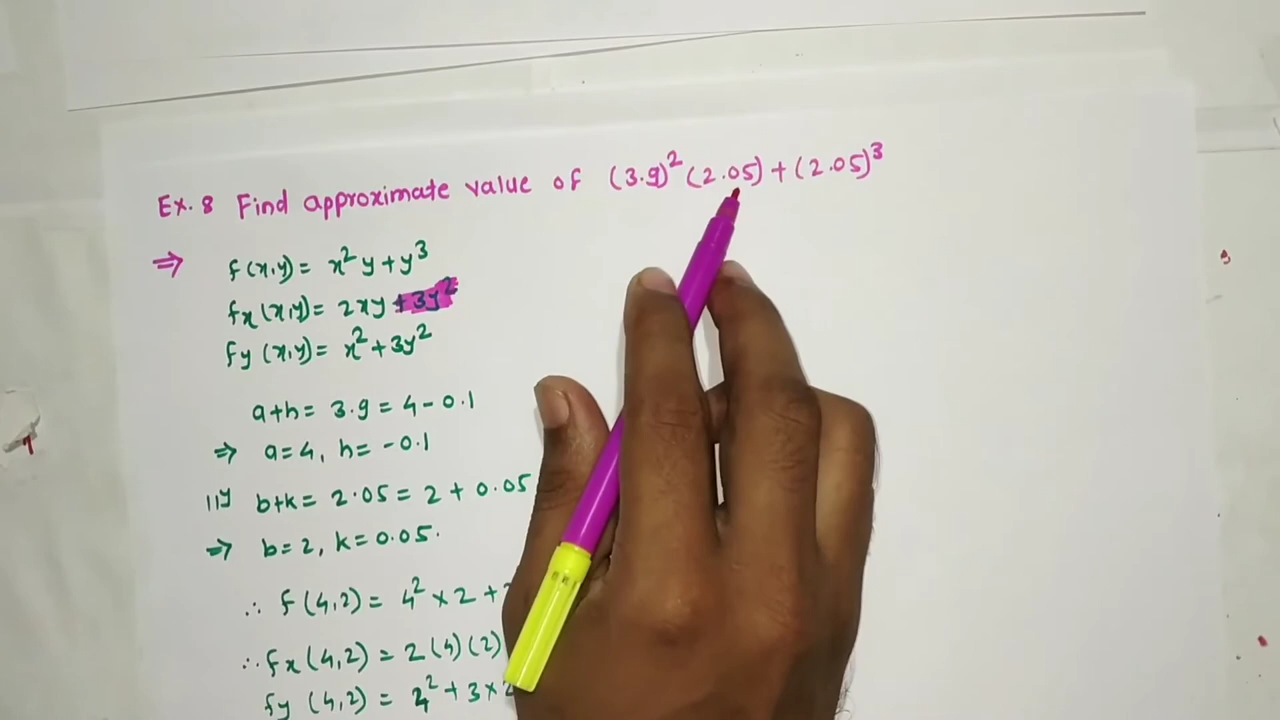 Ex. 8 Find approximate value of (3.9)² (2.05) + (2.05)³
⇒ f(x,y) = x²y + y³
fx(x,y) = 2xy + 3y²
fy(x,y) = x² + 3y²
a+h = 3.9 = 4 - 0.1
⇒ a = 4, h = -0.1
llly b+k = 2.05 = 2 + 0.05
⇒ b = 2, k = 0.05.
∴ f(4,2) = 4² × 2 +
∴ fx(4,2) = 2(4)(2)
fy (4,2) = 4² + 3 ×